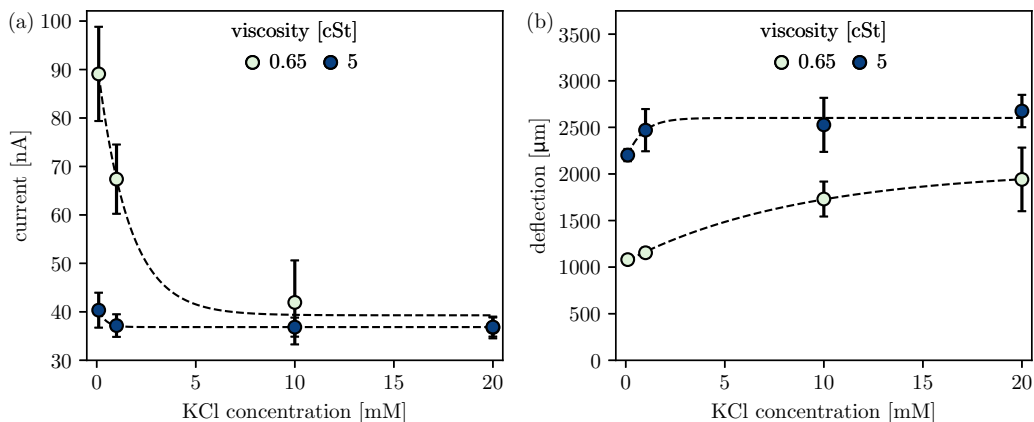 (a)
viscosity [cSt]
0.65 5
100
90
80
70
60
50
40
30
current [nA]
0 5 10 15 20
KCl concentration [mM]
(b)
viscosity [cSt]
0.65 5
3500
3000
2500
2000
1500
1000
500
0
deflection [μm]
0 5 10 15 20
KCl concentration [mM]